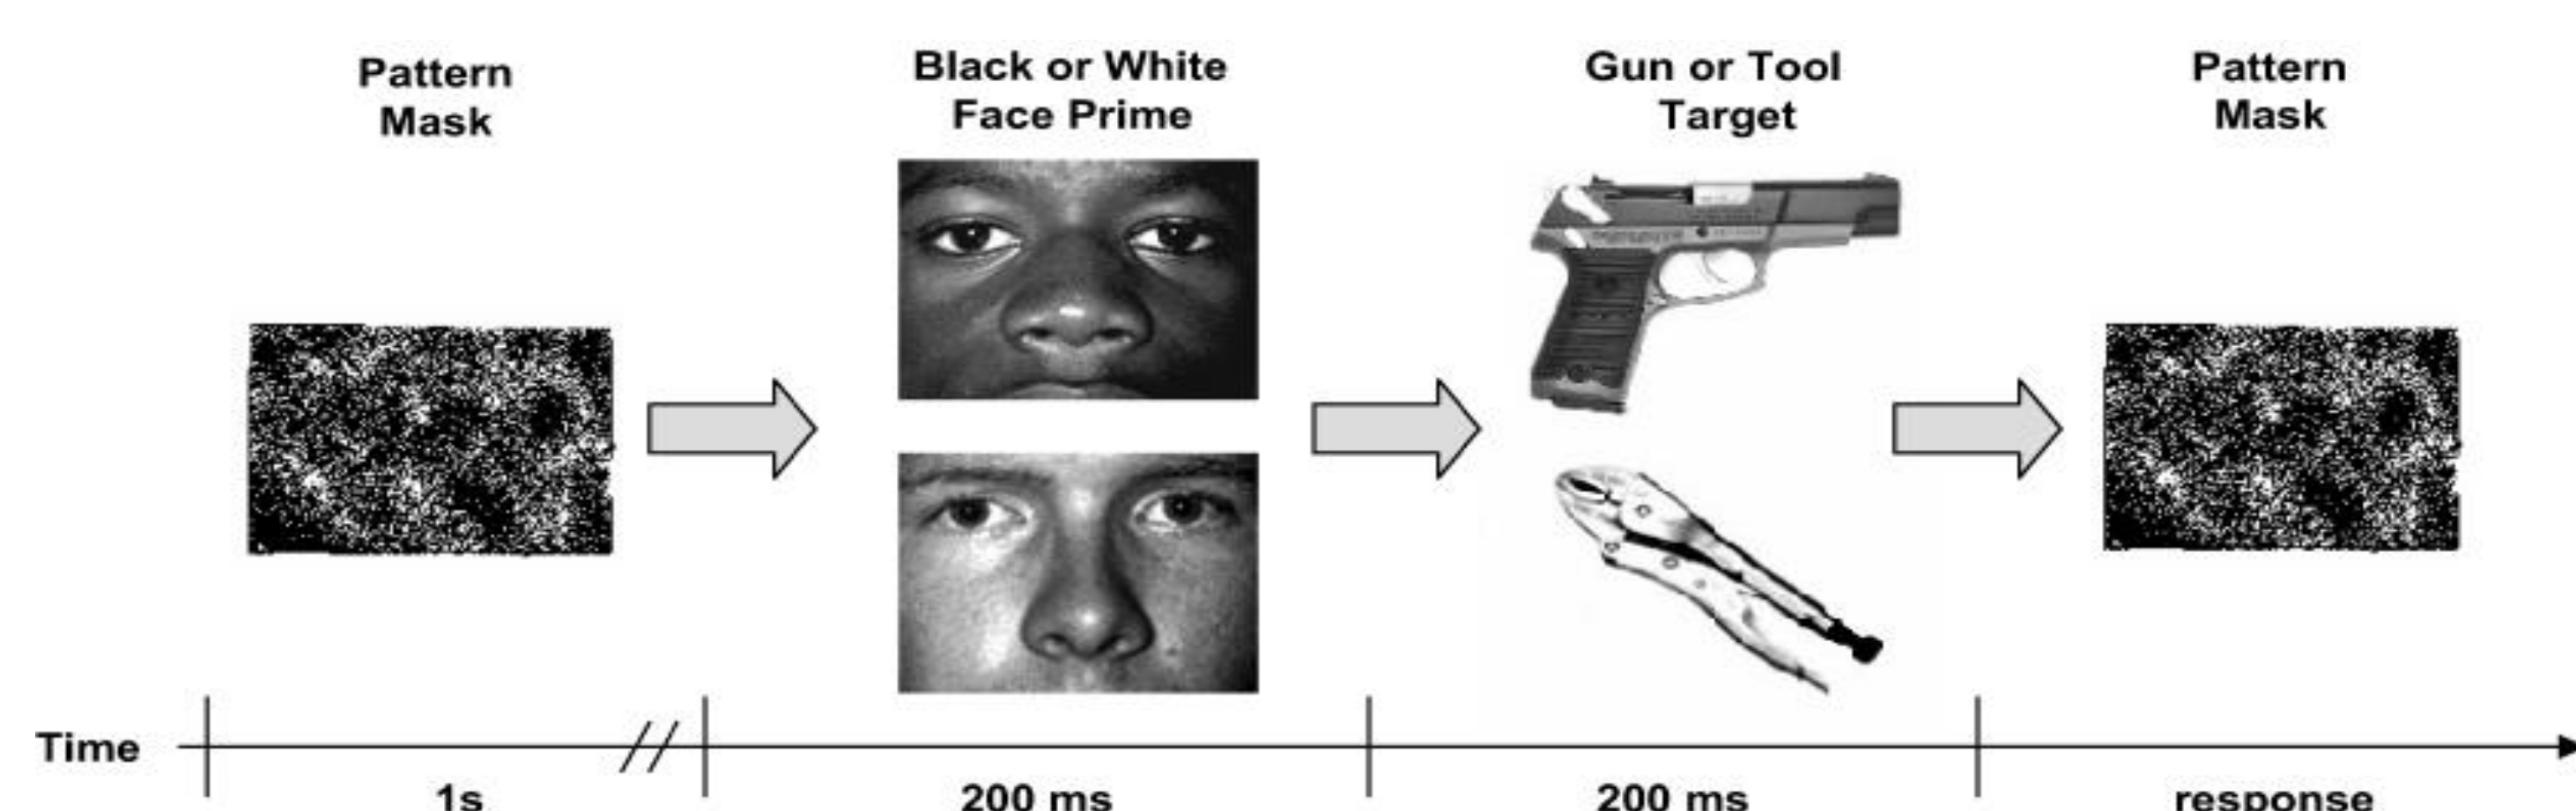 Pattern
Mask
Black or White
Face Prime
Gun or Tool
Target
Pattern
Mask
Time
1s
200 ms
200 ms
response